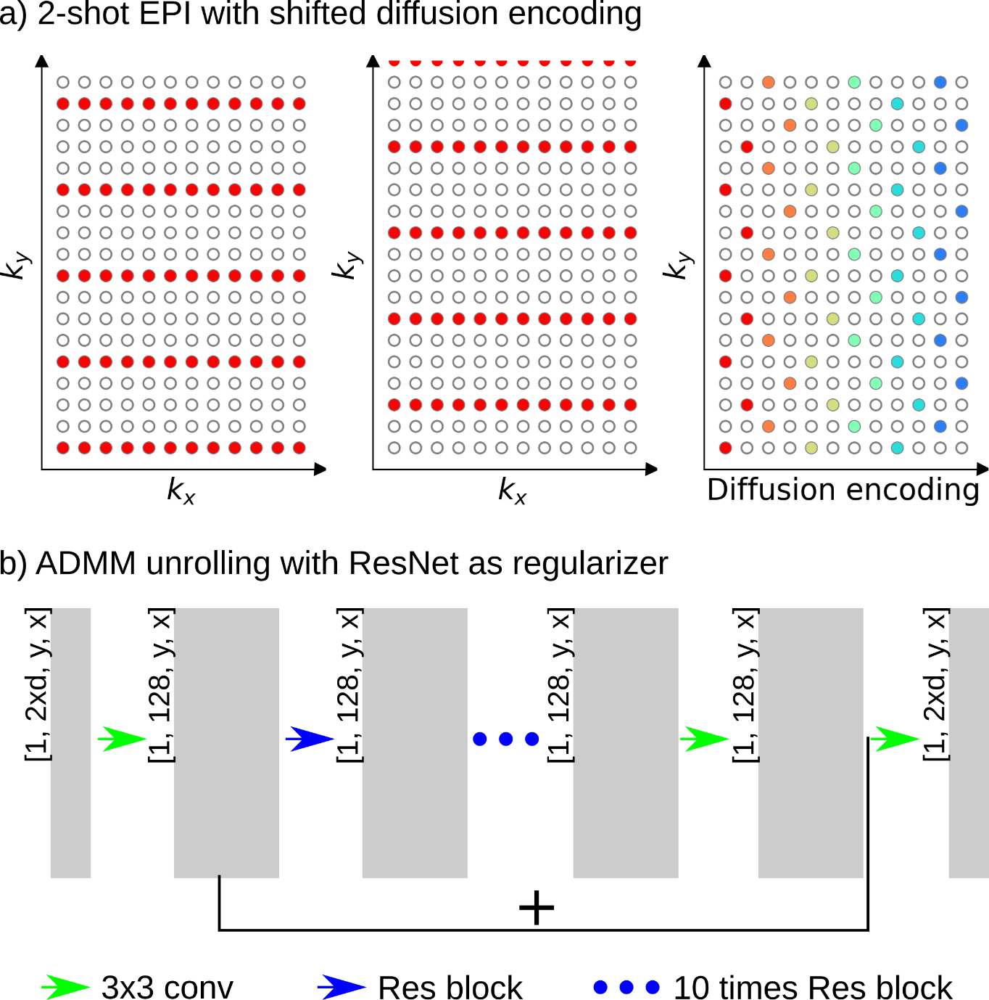 a) 2-shot EPI with shifted diffusion encoding
ky
kx
ky
kx
ky
Diffusion encoding
b) ADMM unrolling with ResNet as regularizer
[1, 2xd, y, x]
[1, 128, y, x]
[1, 128, y, x]
[1, 128, y, x]
[1, 128, y, x]
[1, 2xd, y, x]
+
3x3 conv
Res block
10 times Res block